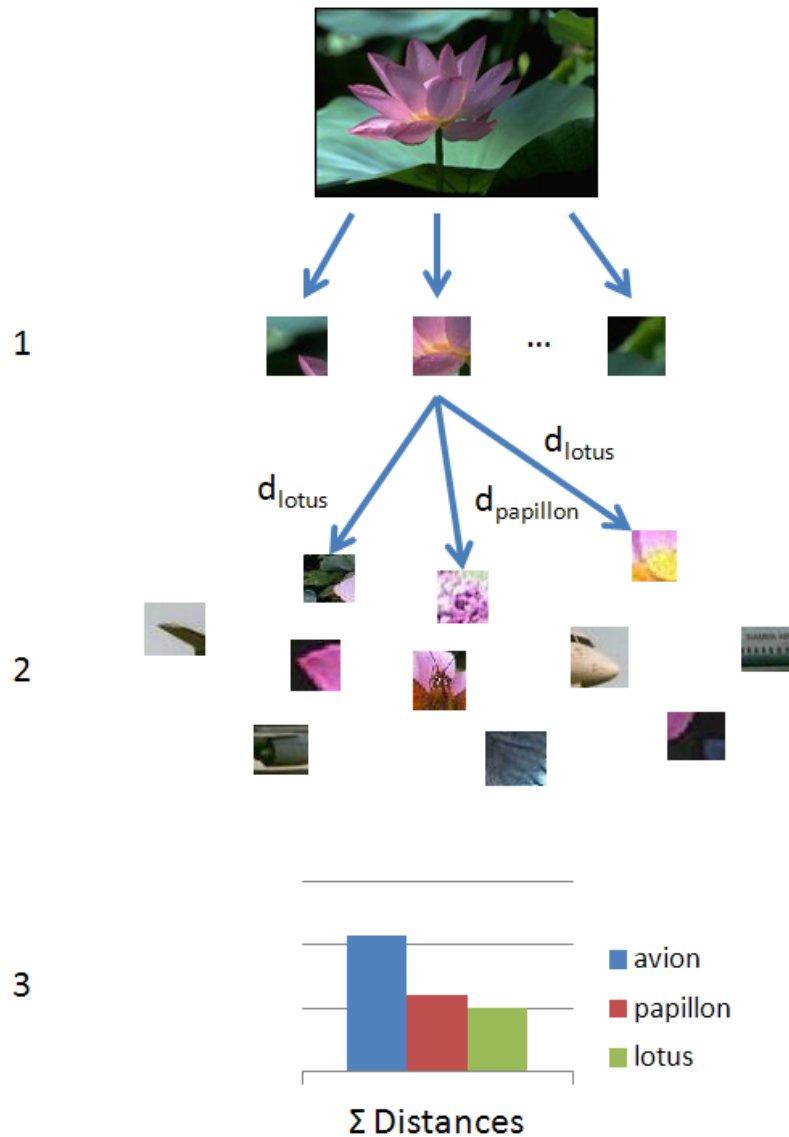 1
...
d_lotus
d_lotus
d_papillon
2
3
avion
papillon
lotus
Σ Distances